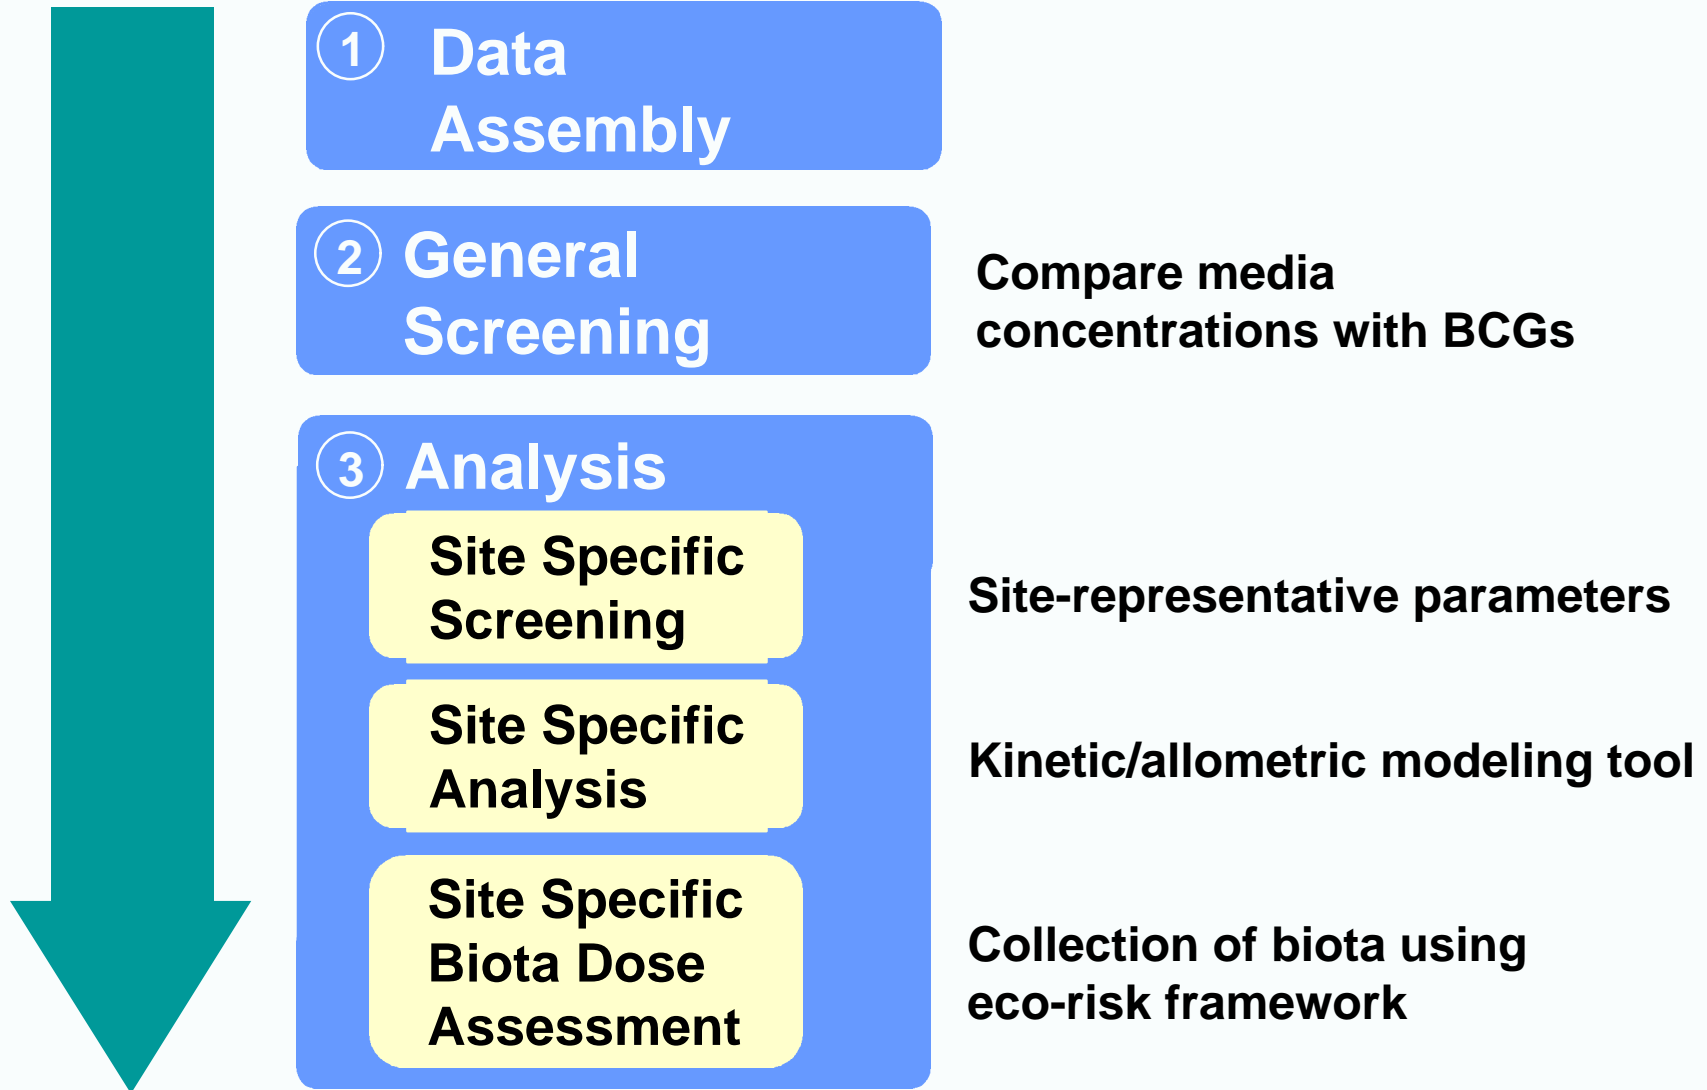 1 Data
Assembly
2 General
Screening
Compare media
concentrations with BCGs
3 Analysis
Site Specific
Screening
Site-representative parameters
Site Specific
Analysis
Kinetic/allometric modeling tool
Site Specific
Biota Dose
Assessment
Collection of biota using
eco-risk framework